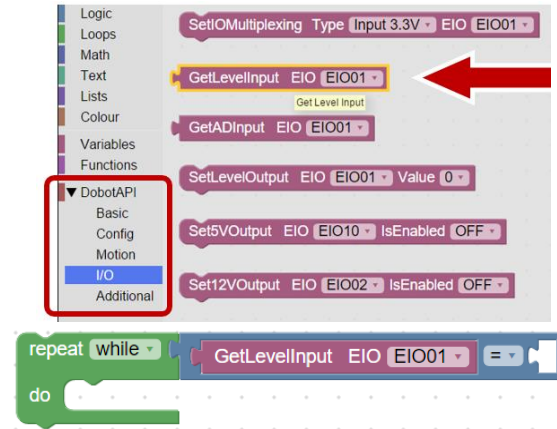 Logic
Loops
Math
Text
Lists
Colour
Variables
Functions
▼ DobotAPI
Basic
Config
Motion
I/O
Additional
SetIOMultiplexing Type Input 3.3V EIO EIO01
GetLevelInput EIO EIO01
Get Level Input
GetADInput EIO EIO01
SetLevelOutput EIO EIO01 Value 0
Set5VOutput EIO EIO10 IsEnabled OFF
Set12VOutput EIO EIO02 IsEnabled OFF
repeat while GetLevelInput EIO EIO01 =
do